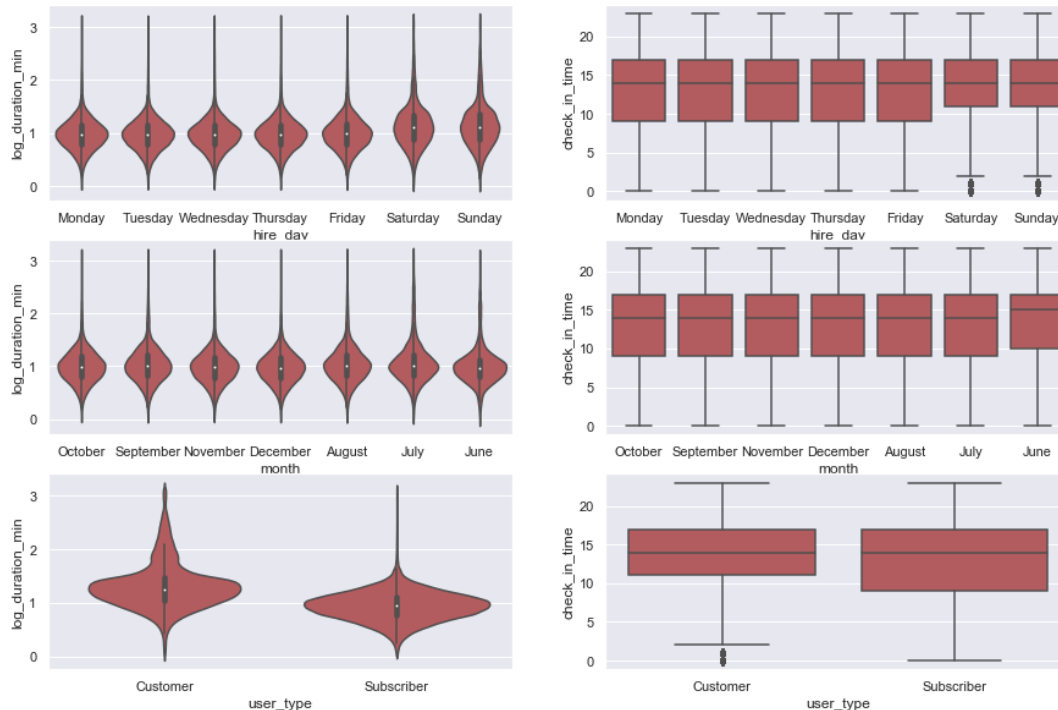 3
2
1
0
log_duration_min
Monday Tuesday Wednesday Thursday Friday Saturday Sunday
hire_day
20
15
10
5
0
check_in_time
Monday Tuesday Wednesday Thursday Friday Saturday Sunday
hire_day
3
2
1
0
log_duration_min
October September November December August July June
month
20
15
10
5
0
check_in_time
October September November December August July June
month
3
2
1
0
log_duration_min
Customer Subscriber
user_type
20
15
10
5
0
check_in_time
Customer Subscriber
user_type